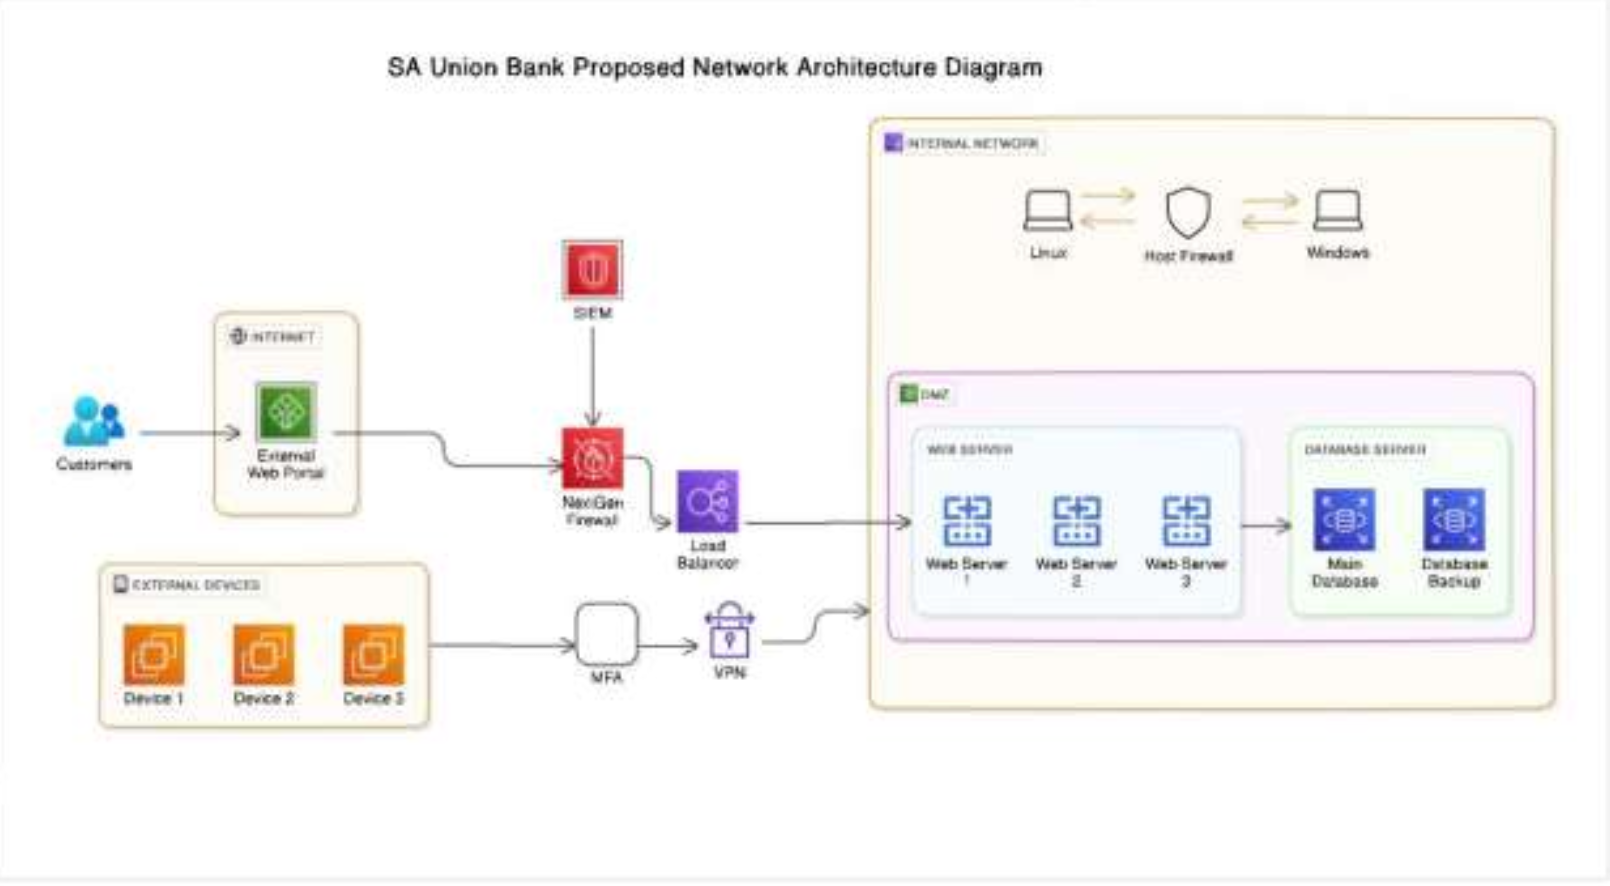 SA Union Bank Proposed Network Architecture Diagram
INTERNAL NETWORK
Linux
Host Firewall
Windows
SIEM
INTERNET
DMZ
Customers
External
Web Portal
NextGen
Firewall
Load
Balancer
WEB SERVER
Web Server
1
Web Server
2
Web Server
3
DATABASE SERVER
Main
Database
Database
Backup
EXTERNAL DEVICES
Device 1
Device 2
Device 3
MFA
VPN